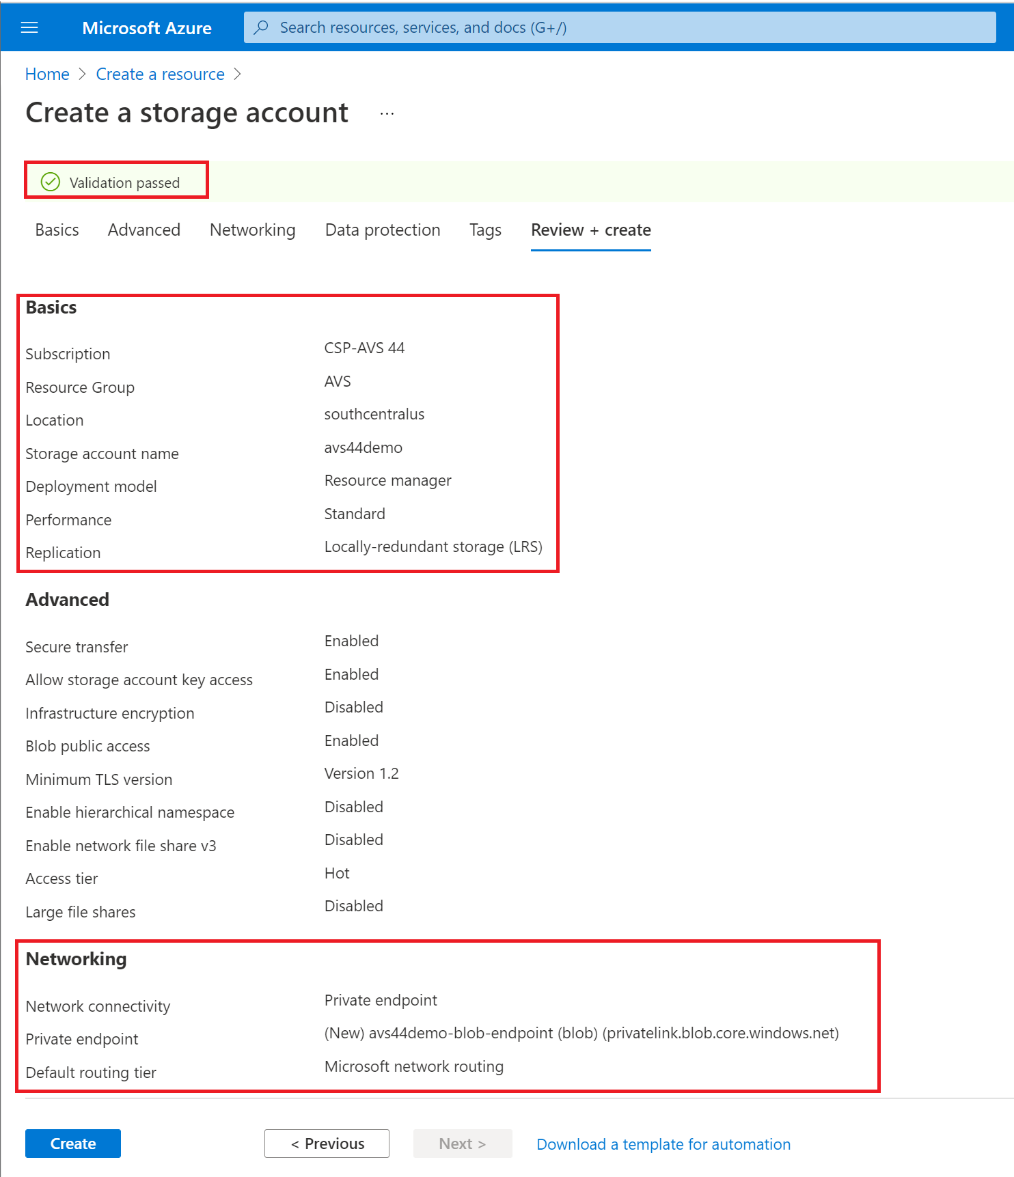 Microsoft Azure
Search resources, services, and docs (G+/)
Home > Create a resource >
Create a storage account ...
Validation passed
Basics Advanced Networking Data protection Tags Review + create
Basics
Subscription CSP-AVS 44
Resource Group AVS
Location southcentralus
Storage account name avs44demo
Deployment model Resource manager
Performance Standard
Replication Locally-redundant storage (LRS)
Advanced
Secure transfer Enabled
Allow storage account key access Enabled
Infrastructure encryption Disabled
Blob public access Enabled
Minimum TLS version Version 1.2
Enable hierarchical namespace Disabled
Enable network file share v3 Disabled
Access tier Hot
Large file shares Disabled
Networking
Network connectivity Private endpoint
Private endpoint (New) avs44demo-blob-endpoint (blob) (privatelink.blob.core.windows.net)
Default routing tier Microsoft network routing
Create < Previous Next > Download a template for automation